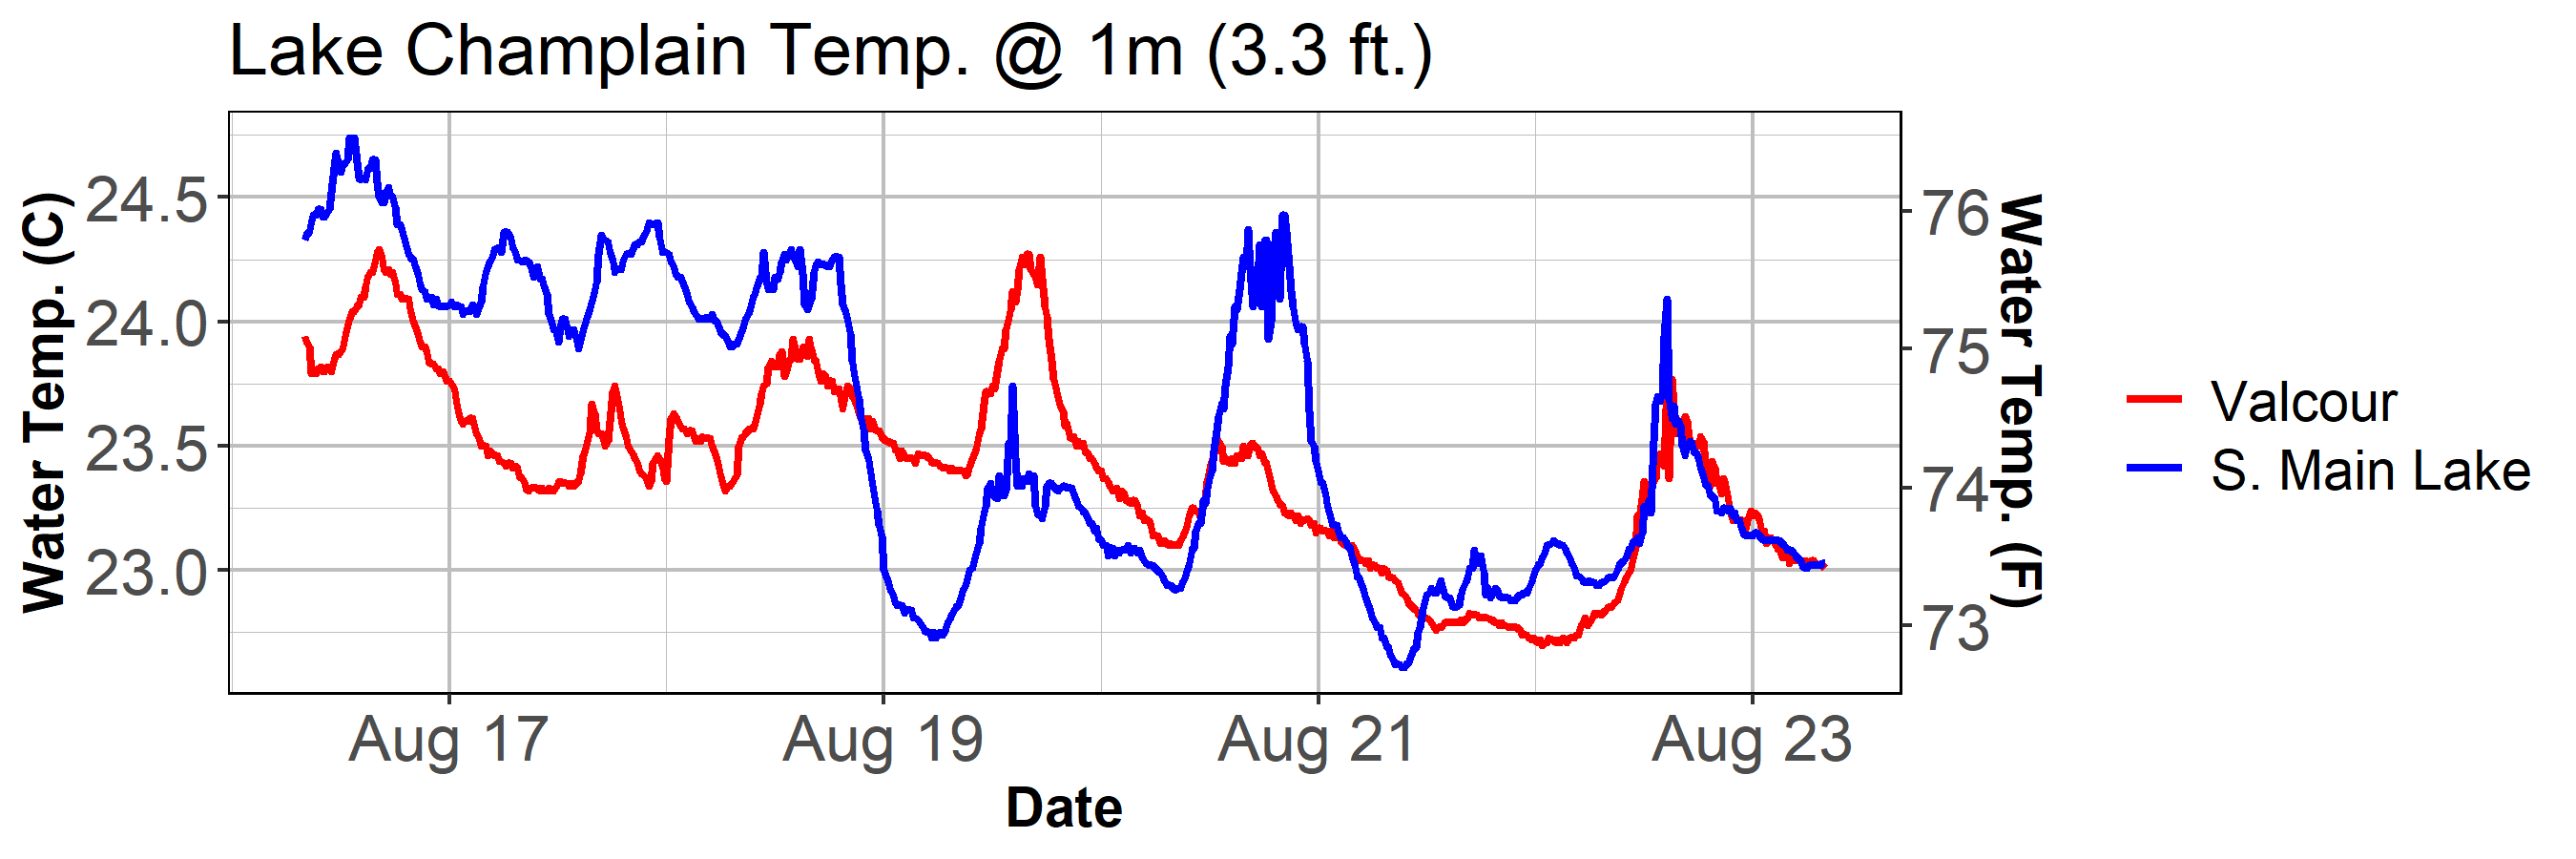 Lake Champlain Temp. @ 1m (3.3 ft.)
Water Temp. (C)
24.5
24.0
23.5
23.0
76
75
74
73
Water Temp. (F)
Aug 17 Aug 19 Aug 21 Aug 23
Date
Valcour
S. Main Lake